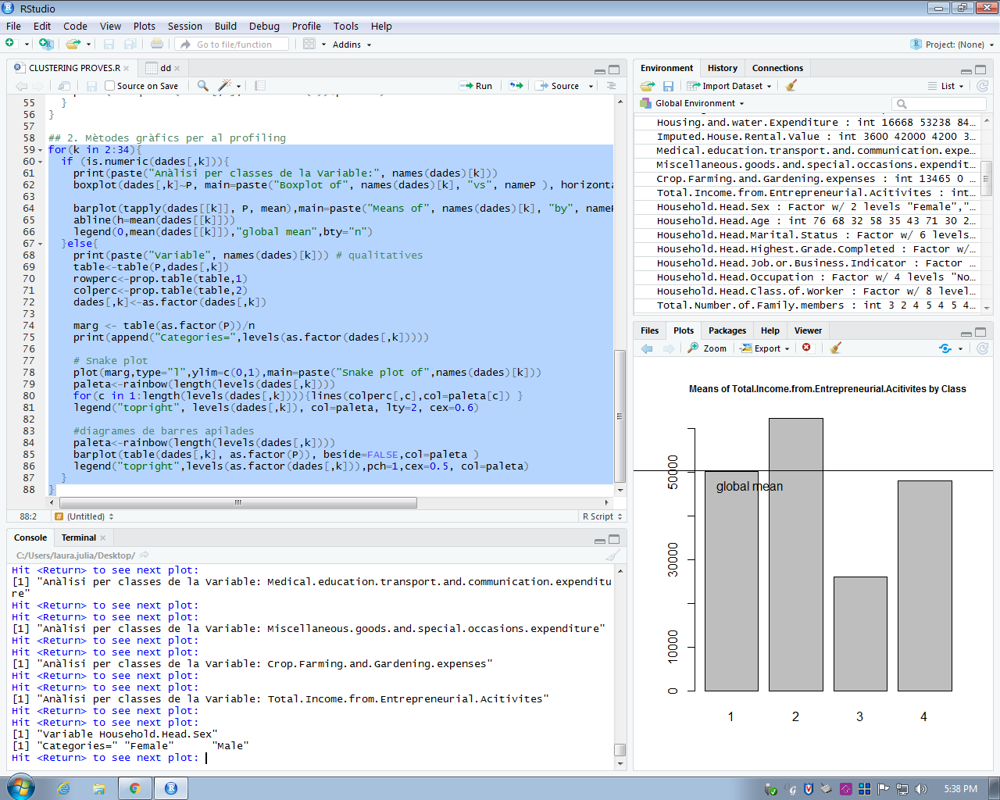 RStudio
File Edit Code View Plots Session Build Debug Profile Tools Help
Go to file/function Addins Project: (None)
CLUSTERING PROVES.R dd
Source on Save Run Source
55 }
56 }
57
58 ## 2. Mètodes gràfics per al profiling
59 for(k in 2:34){
60 if (is.numeric(dades[,k])){
61 print(paste("Anàlisi per classes de la Variable:", names(dades)[k]))
62 boxplot(dades[,k]~P, main=paste("Boxplot of", names(dades)[k], "vs", nameP ), horizonta
63
64 barplot(tapply(dades[[k]], P, mean),main=paste("Means of", names(dades)[k], "by", nameP
65 abline(h=mean(dades[[k]]))
66 legend(0,mean(dades[[k]]),"global mean",bty="n")
67 }else{
68 print(paste("Variable", names(dades)[k])) # qualitatives
69 table<-table(P,dades[,k])
70 rowperc<-prop.table(table,1)
71 colperc<-prop.table(table,2)
72 dades[,k]<-as.factor(dades[,k])
73
74 marg <- table(as.factor(P))/n
75 print(append("Categories=",levels(as.factor(dades[,k]))))
76
77 # Snake plot
78 plot(marg,type="l",ylim=c(0,1),main=paste("Snake plot of",names(dades)[k]))
79 paleta<-rainbow(length(levels(dades[,k])))
80 for(c in 1:length(levels(dades[,k]))){lines(colperc[,c],col=paleta[c]) }
81 legend("topright", levels(dades[,k]), col=paleta, lty=2, cex=0.6)
82
83 #diagrames de barres apilades
84 paleta<-rainbow(length(levels(dades[,k])))
85 barplot(table(dades[,k], as.factor(P)), beside=FALSE,col=paleta )
86 legend("topright",levels(as.factor(dades[,k])),pch=1,cex=0.5, col=paleta)
87 }
88 }
88:2 # (Untitled) R Script
Console Terminal
C:/Users/laura.julia/Desktop/
Hit <Return> to see next plot:
[1] "Anàlisi per classes de la Variable: Medical.education.transport.and.communication.expenditu
re"
Hit <Return> to see next plot:
Hit <Return> to see next plot:
[1] "Anàlisi per classes de la Variable: Miscellaneous.goods.and.special.occasions.expenditure"
Hit <Return> to see next plot:
Hit <Return> to see next plot:
[1] "Anàlisi per classes de la Variable: Crop.Farming.and.Gardening.expenses"
Hit <Return> to see next plot:
Hit <Return> to see next plot:
[1] "Anàlisi per classes de la Variable: Total.Income.from.Entrepreneurial.Acitivites"
Hit <Return> to see next plot:
Hit <Return> to see next plot:
[1] "Variable Household.Head.Sex"
[1] "Categories=" "Female" "Male"
Hit <Return> to see next plot:
Environment History Connections
Import Dataset List
Global Environment
Housing.and.water.Expenditure : int 16668 53238 84…
Imputed.House.Rental.Value : int 3600 42000 4200 3…
Medical.education.transport.and.communication.expe…
Miscellaneous.goods.and.special.occasions.expendit…
Crop.Farming.and.Gardening.expenses : int 13465 0 …
Total.Income.from.Entrepreneurial.Acitivites : int…
Household.Head.Sex : Factor w/ 2 levels "Female","…
Household.Head.Age : int 76 68 32 58 35 43 71 30 2…
Household.Head.Marital.Status : Factor w/ 6 levels…
Household.Head.Highest.Grade.Completed : Factor w/…
Household.Head.Job.or.Business.Indicator : Factor …
Household.Head.Occupation : Factor w/ 4 levels "No…
Household.Head.Class.of.Worker : Factor w/ 8 level…
Total.Number.of.Family.members : int 3 2 4 5 4 5 4…
Files Plots Packages Help Viewer
Zoom Export
Means of Total.Income.from.Entrepreneurial.Acitivites by Class
50000
global mean
30000
10000
0
1 2 3 4
5:38 PM